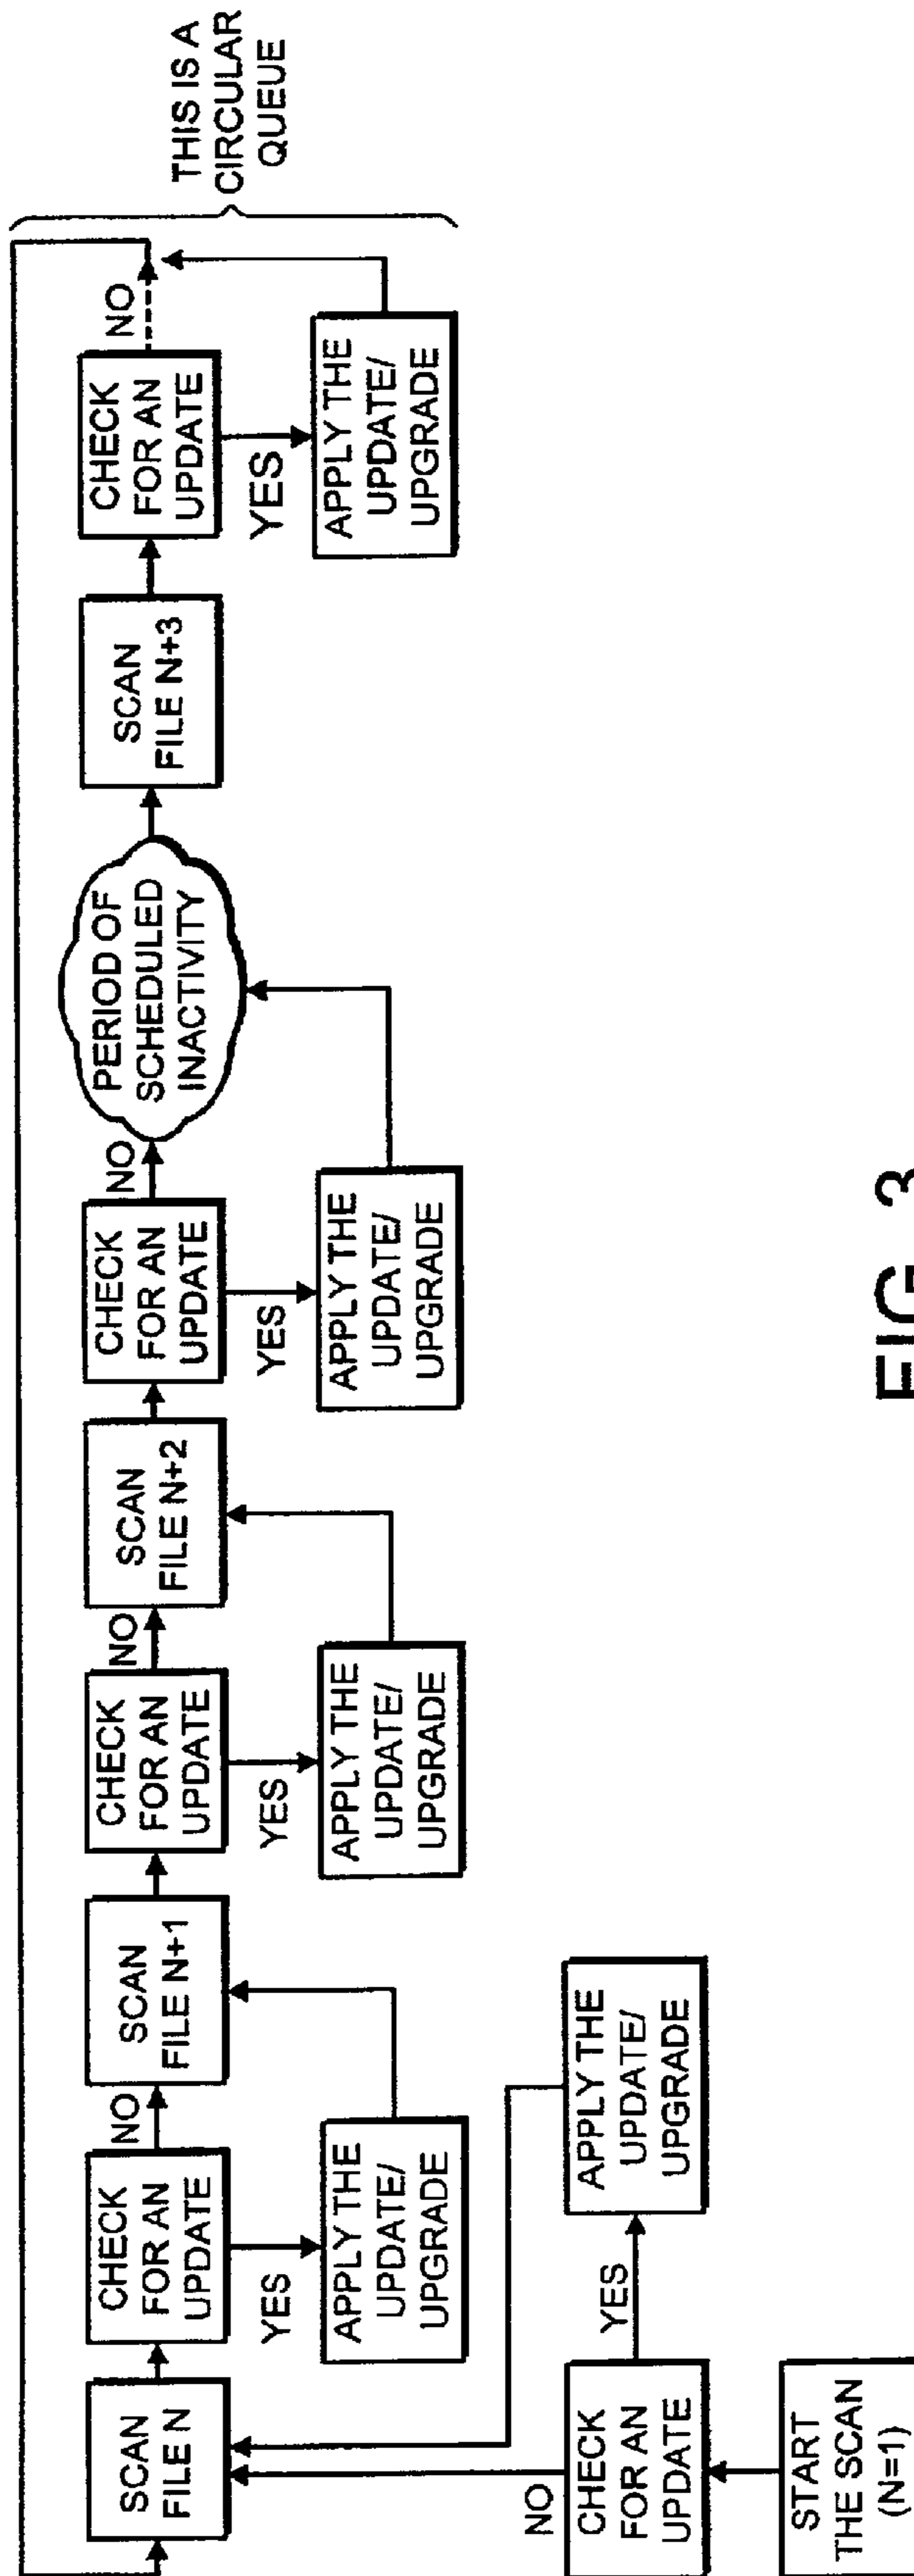 THIS IS A
CIRCULAR
QUEUE
SCAN
FILE N
CHECK
FOR AN
UPDATE
NO
YES
APPLY THE
UPDATE/
UPGRADE
SCAN
FILE N+1
CHECK
FOR AN
UPDATE
NO
YES
APPLY THE
UPDATE/
UPGRADE
SCAN
FILE N+2
CHECK
FOR AN
UPDATE
NO
YES
APPLY THE
UPDATE/
UPGRADE
PERIOD OF
SCHEDULED
INACTIVITY
SCAN
FILE N+3
CHECK
FOR AN
UPDATE
NO
YES
APPLY THE
UPDATE/
UPGRADE
START
THE SCAN
(N=1)
CHECK
FOR AN
UPDATE
NO
YES
APPLY THE
UPDATE/
UPGRADE
FIG. 3